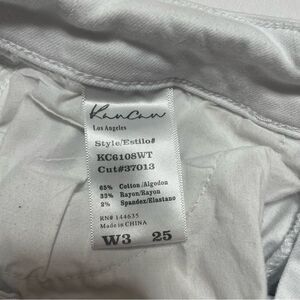 KanCan
Los Angeles
Style/Estilo#
KC6108WT
Cut#37013
65% Cotton/Algodon
33% Rayon/Rayon
2% Spandex/Elastano
RN# 144635
Made in CHINA
W3 25